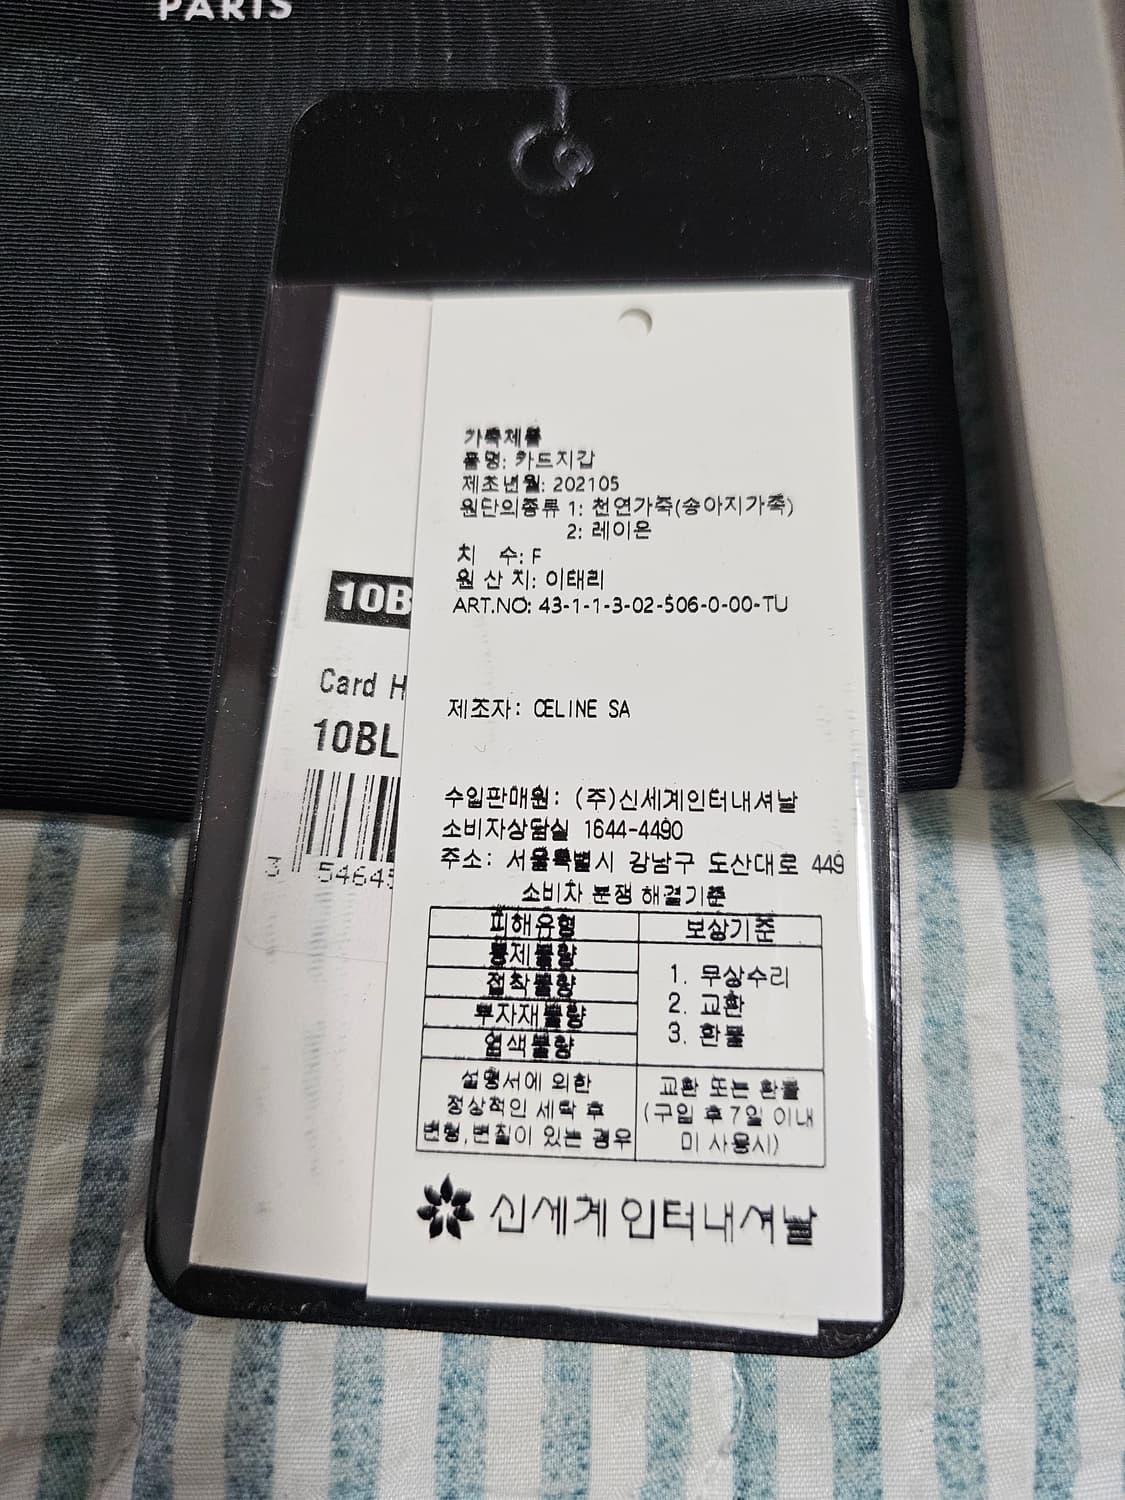 PARIS
가죽제품
품명: 카드지갑
제조년월: 202105
원단의종류 1: 천연가죽(송아지가죽)
2: 레이온
치 수: F
원 산 지: 이태리
ART.NO: 43-1-1-3-02-506-0-00-TU
제조자: CELINE SA
수입판매원: (주)신세계인터내셔날
소비자상담실 1644-4490
주소: 서울특별시 강남구 도산대로 449
소비자 분쟁 해결기준
피해유형 보상기준
봉제불량
접착불량
부자재불량
염색불량
1. 무상수리
2. 교환
3. 환불
설명서에 의한
정상적인 세탁 후
변형,변질이 있는 경우
교환 또는 환불
(구입 후7일 이내
미 사용시)
신세계인터내셔날
10B
Card H
10BL
3 54645